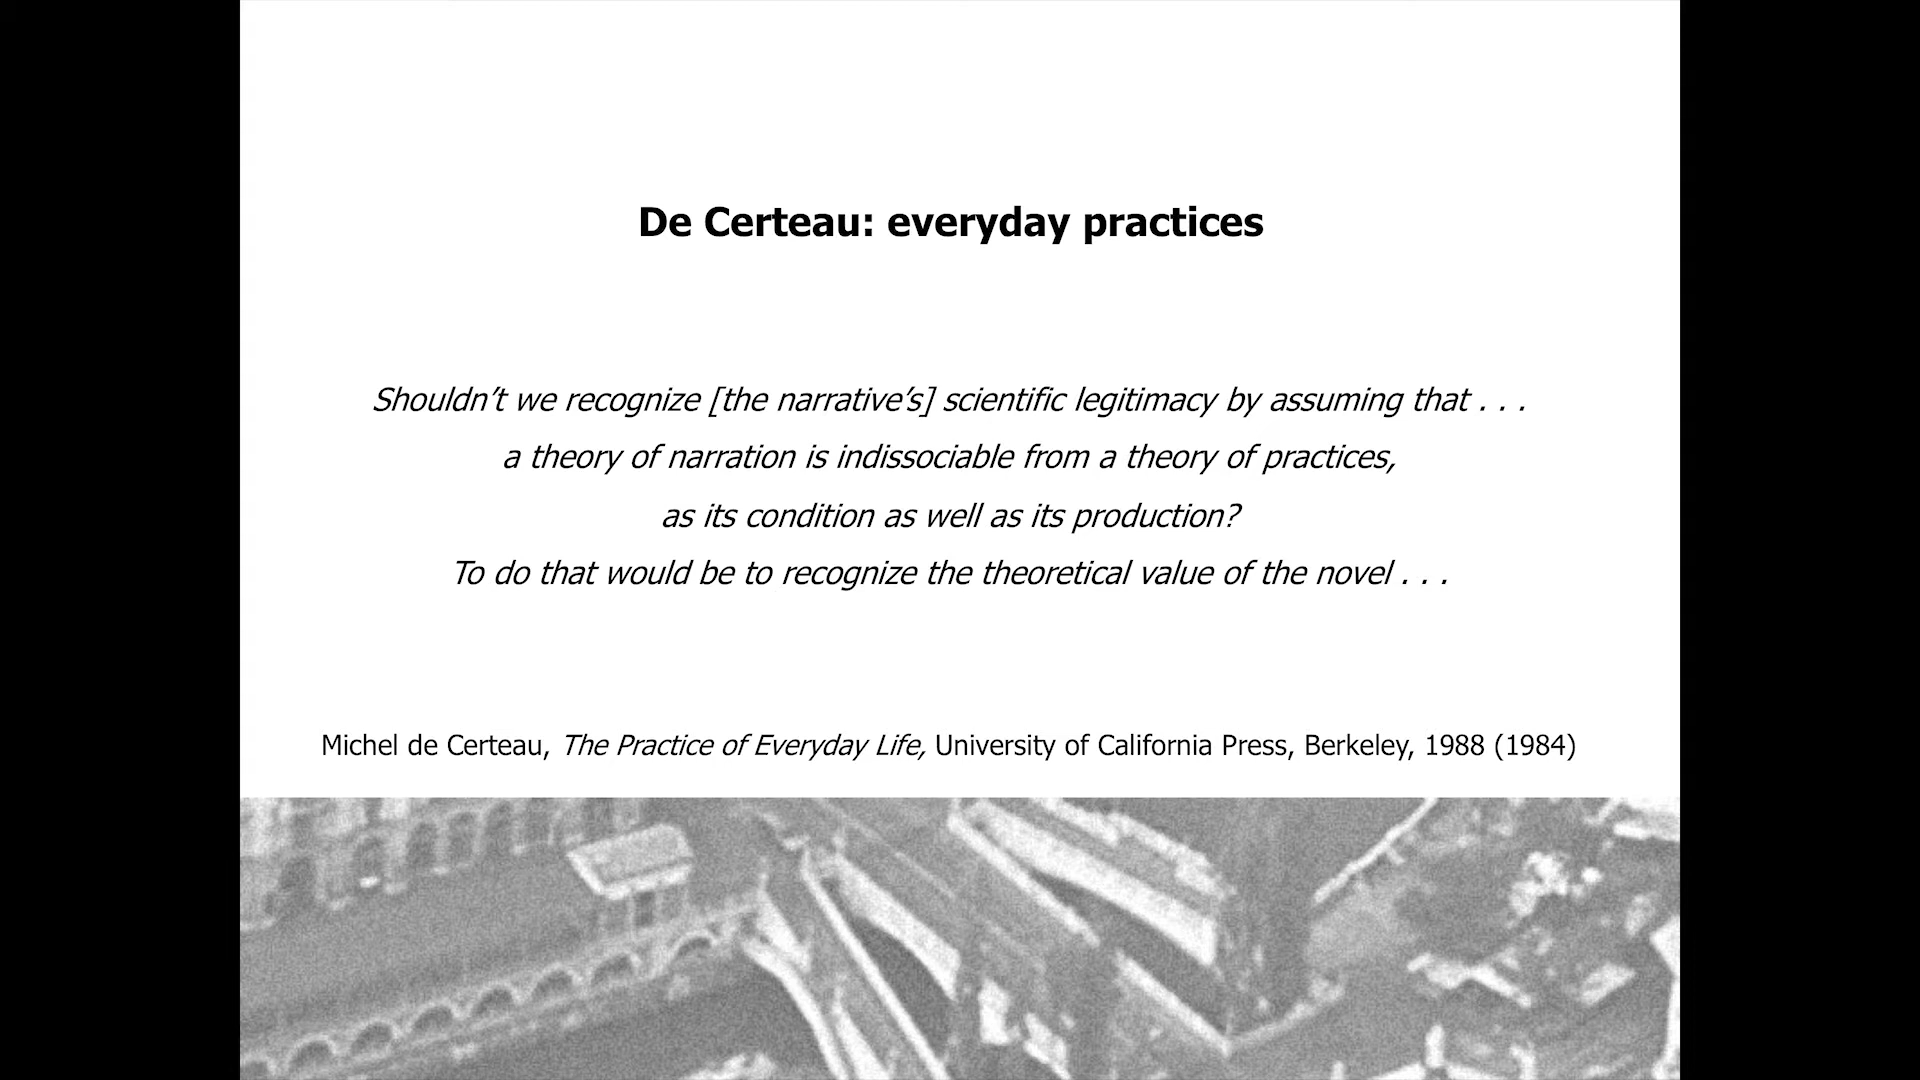 De Certeau: everyday practices
Shouldn’t we recognize [the narrative’s] scientific legitimacy by assuming that . . .
a theory of narration is indissociable from a theory of practices,
as its condition as well as its production?
To do that would be to recognize the theoretical value of the novel . . .
Michel de Certeau, The Practice of Everyday Life, University of California Press, Berkeley, 1988 (1984)